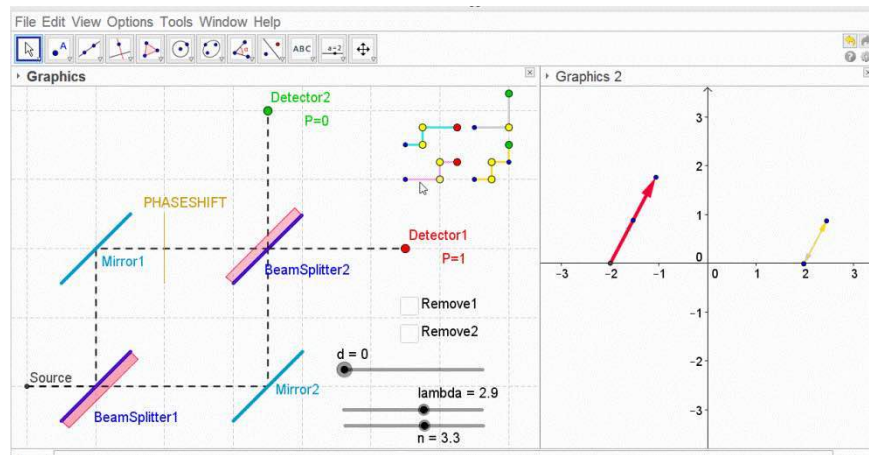 File Edit View Options Tools Window Help
A
ABC
a=2
Graphics
Graphics 2
Detector2
P=0
PHASESHIFT
Mirror1
Detector1
P=1
BeamSplitter2
Remove1
Remove2
d = 0
Source
Mirror2
lambda = 2.9
BeamSplitter1
n = 3.3
3
2
1
0
-3 -2 -1 0 1 2 3
-1
-2
-3